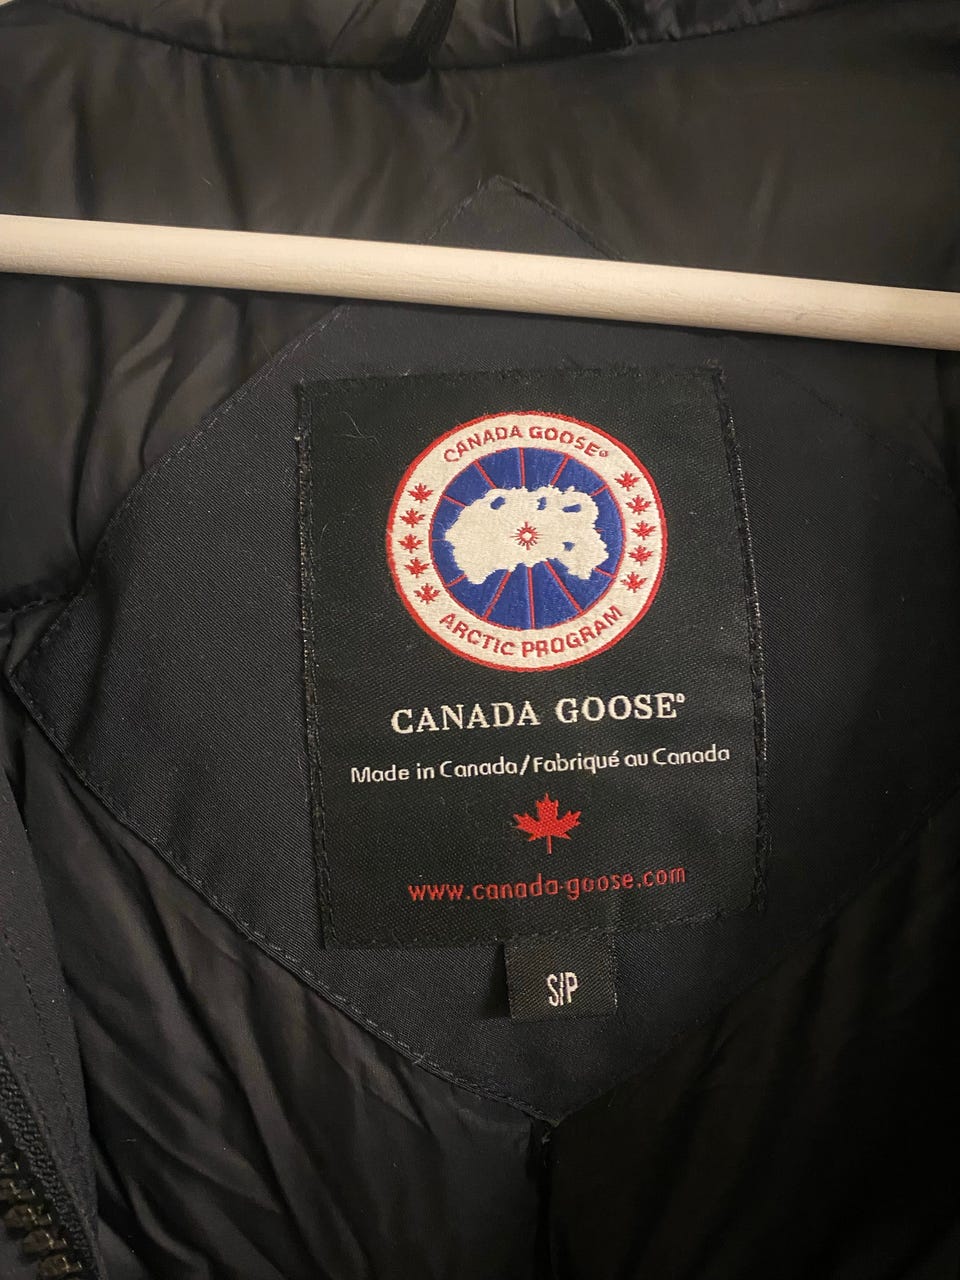 CANADA GOOSE®
ARCTIC PROGRAM
CANADA GOOSE®
Made in Canada/Fabriqué au Canada
www.canada-goose.com
S/P